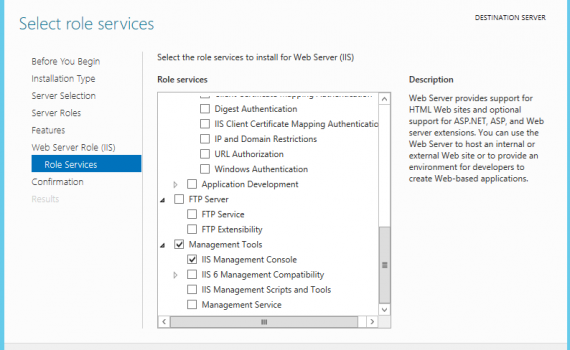 Select role services
DESTINATION SERVER
Before You Begin
Installation Type
Server Selection
Server Roles
Features
Web Server Role (IIS)
Role Services
Confirmation
Results
Select the role services to install for Web Server (IIS)
Role services
Client Certificate Mapping Authentication
Digest Authentication
IIS Client Certificate Mapping Authenticatio
IP and Domain Restrictions
URL Authorization
Windows Authentication
Application Development
FTP Server
FTP Service
FTP Extensibility
Management Tools
IIS Management Console
IIS 6 Management Compatibility
IIS Management Scripts and Tools
Management Service
Description
Web Server provides support for
HTML Web sites and optional
support for ASP.NET, ASP, and Web
server extensions. You can use the
Web Server to host an internal or
external Web site or to provide an
environment for developers to
create Web-based applications.